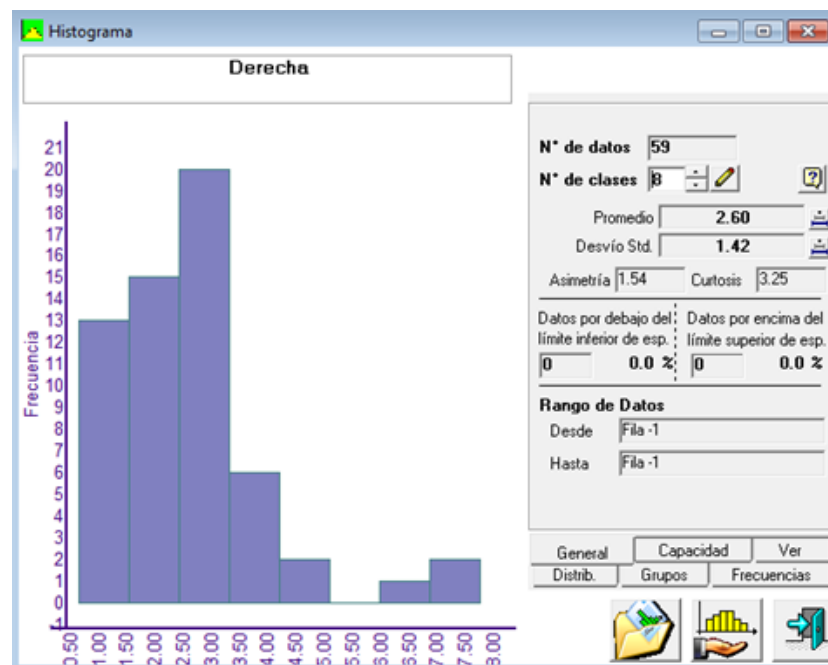 Histograma
Derecha
21
20
19
18
17
16
15
14
13
12
11
10
9
8
7
6
5
4
3
2
1
0
-1
Frecuencia
0.50
1.00
1.50
2.00
2.50
3.00
3.50
4.00
4.50
5.00
5.50
6.00
6.50
7.00
7.50
8.00
N° de datos 59
N° de clases 8
Promedio 2.60
Desvío Std. 1.42
Asimetría 1.54 Curtosis 3.25
Datos por debajo del Datos por encima del
límite inferior de esp. límite superior de esp.
0 0.0 % 0 0.0 %
Rango de Datos
Desde Fila -1
Hasta Fila -1
General Capacidad Ver
Distrib. Grupos Frecuencias